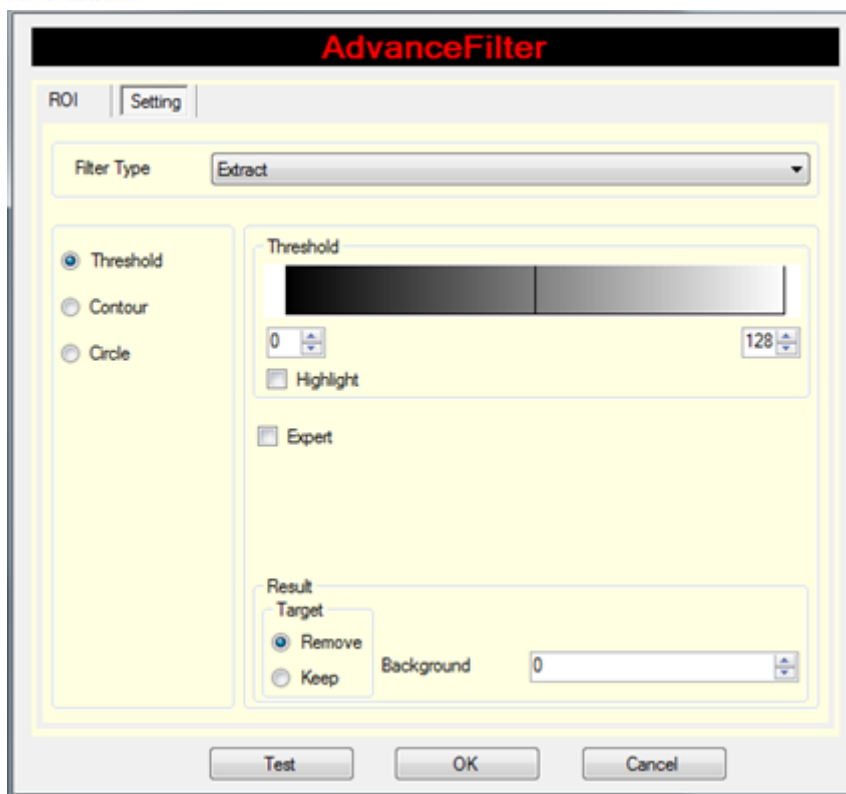 AdvanceFilter
ROI Setting
Filter Type Extract
Threshold
Contour
Circle
Threshold
0 128
Highlight
Expert
Result
Target
Remove
Keep
Background 0
Test OK Cancel